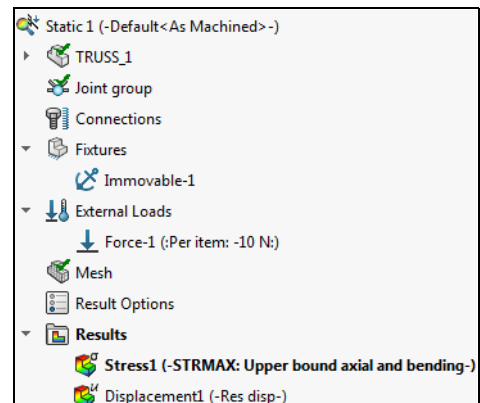 Static 1 (-Default<As Machined>-)
TRUSS_1
Joint group
Connections
Fixtures
Immovable-1
External Loads
Force-1 (:Per item: -10 N:)
Mesh
Result Options
Results
Stress1 (-STRMAX: Upper bound axial and bending-)
Displacement1 (-Res disp-)